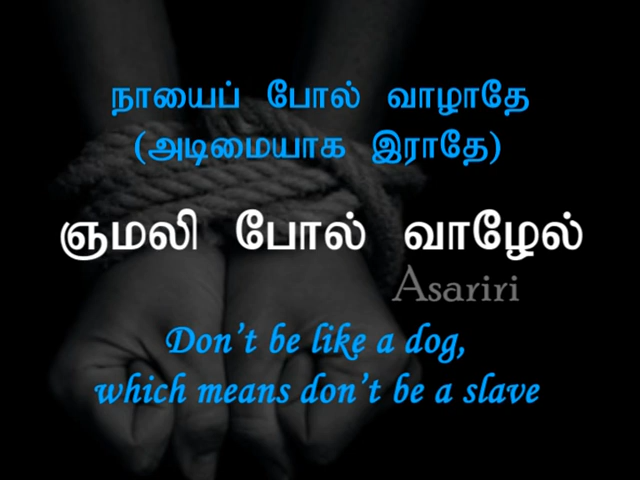 நாயைப் போல் வாழாதே
(அடிமையாக இராதே)
ஞமலி போல் வாழேல்
Asariri
Don't be like a dog,
which means don't be a slave